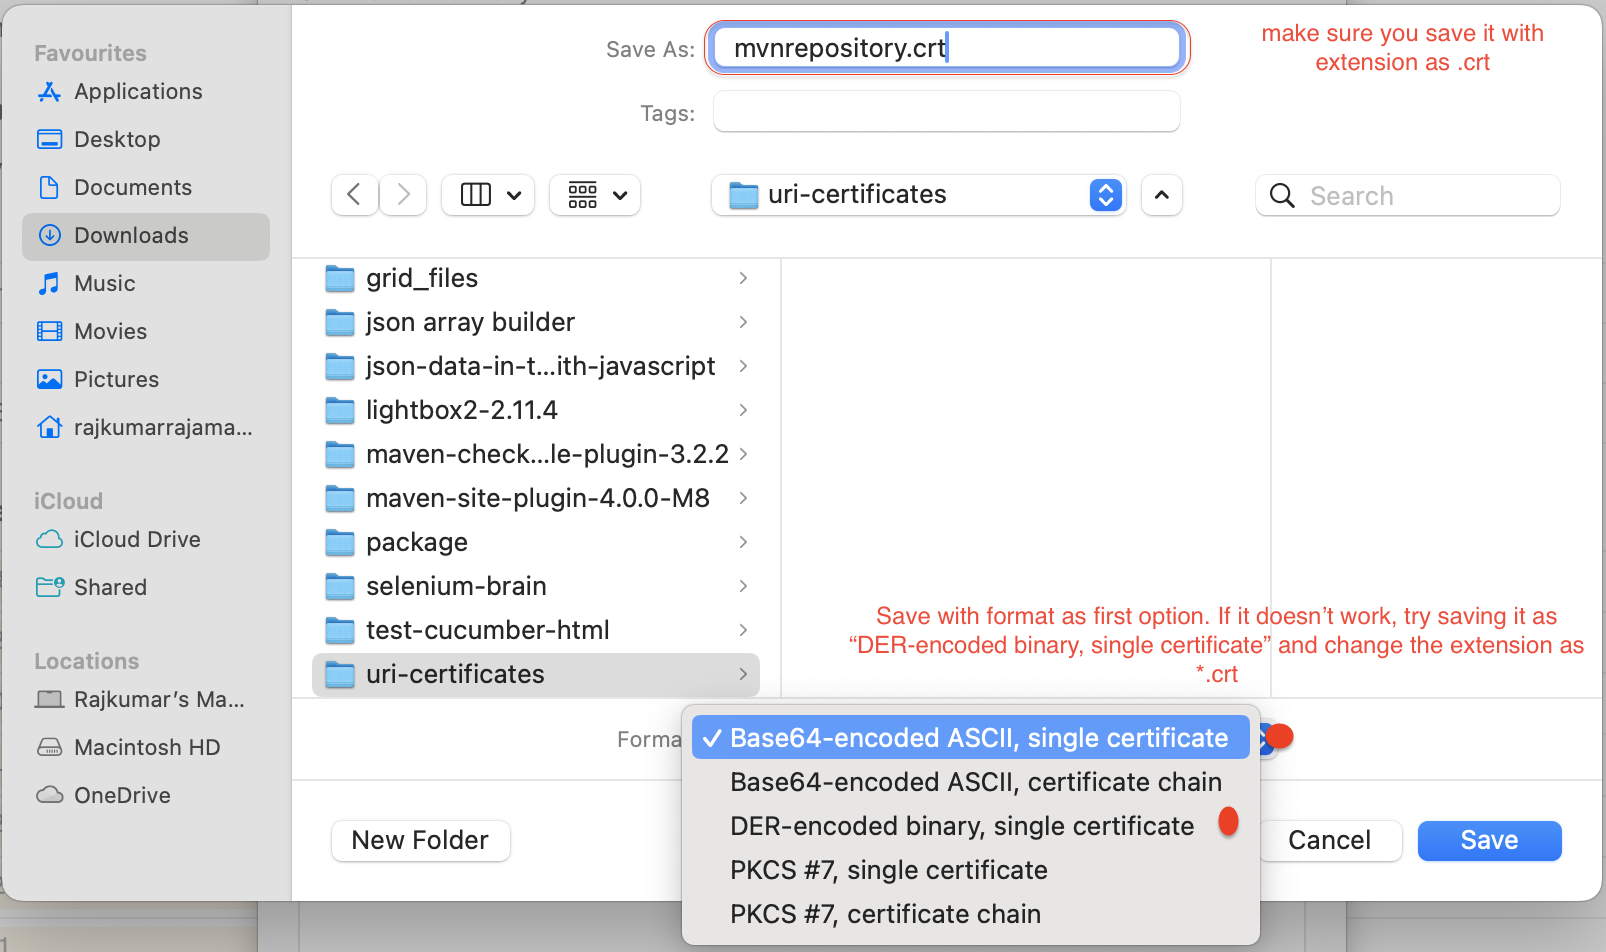 Favourites
Applications
Desktop
Documents
Downloads
Music
Movies
Pictures
rajkumarrajama...
iCloud
iCloud Drive
Shared
Locations
Rajkumar's Ma...
Macintosh HD
OneDrive
Save As:
mvnrepository.crt
make sure you save it with
extension as .crt
Tags:
uri-certificates
Search
grid_files
json array builder
json-data-in-t...ith-javascript
lightbox2-2.11.4
maven-check...le-plugin-3.2.2
maven-site-plugin-4.0.0-M8
package
selenium-brain
test-cucumber-html
uri-certificates
Save with format as first option. If it doesn't work, try saving it as
“DER-encoded binary, single certificate” and change the extension as
*.crt
Forma
✓ Base64-encoded ASCII, single certificate
Base64-encoded ASCII, certificate chain
DER-encoded binary, single certificate
PKCS #7, single certificate
PKCS #7, certificate chain
New Folder
Cancel
Save